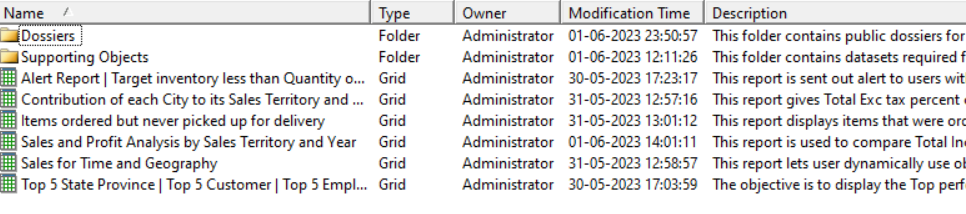 Name Type Owner Modification Time Description
Dossiers Folder Administrator 01-06-2023 23:50:57 This folder contains public dossiers for
Supporting Objects Folder Administrator 01-06-2023 12:11:26 This folder contains datasets required f
Alert Report | Target inventory less than Quantity o... Grid Administrator 30-05-2023 17:23:17 This report is sent out alert to users wit
Contribution of each City to its Sales Territory and ... Grid Administrator 31-05-2023 12:57:16 This report gives Total Exc tax percent
Items ordered but never picked up for delivery Grid Administrator 31-05-2023 13:01:12 This report displays items that were orc
Sales and Profit Analysis by Sales Territory and Year Grid Administrator 01-06-2023 14:01:11 This report is used to compare Total In
Sales for Time and Geography Grid Administrator 31-05-2023 12:58:57 This report lets user dynamically use ob
Top 5 State Province | Top 5 Customer | Top 5 Empl... Grid Administrator 30-05-2023 17:03:59 The objective is to display the Top perf